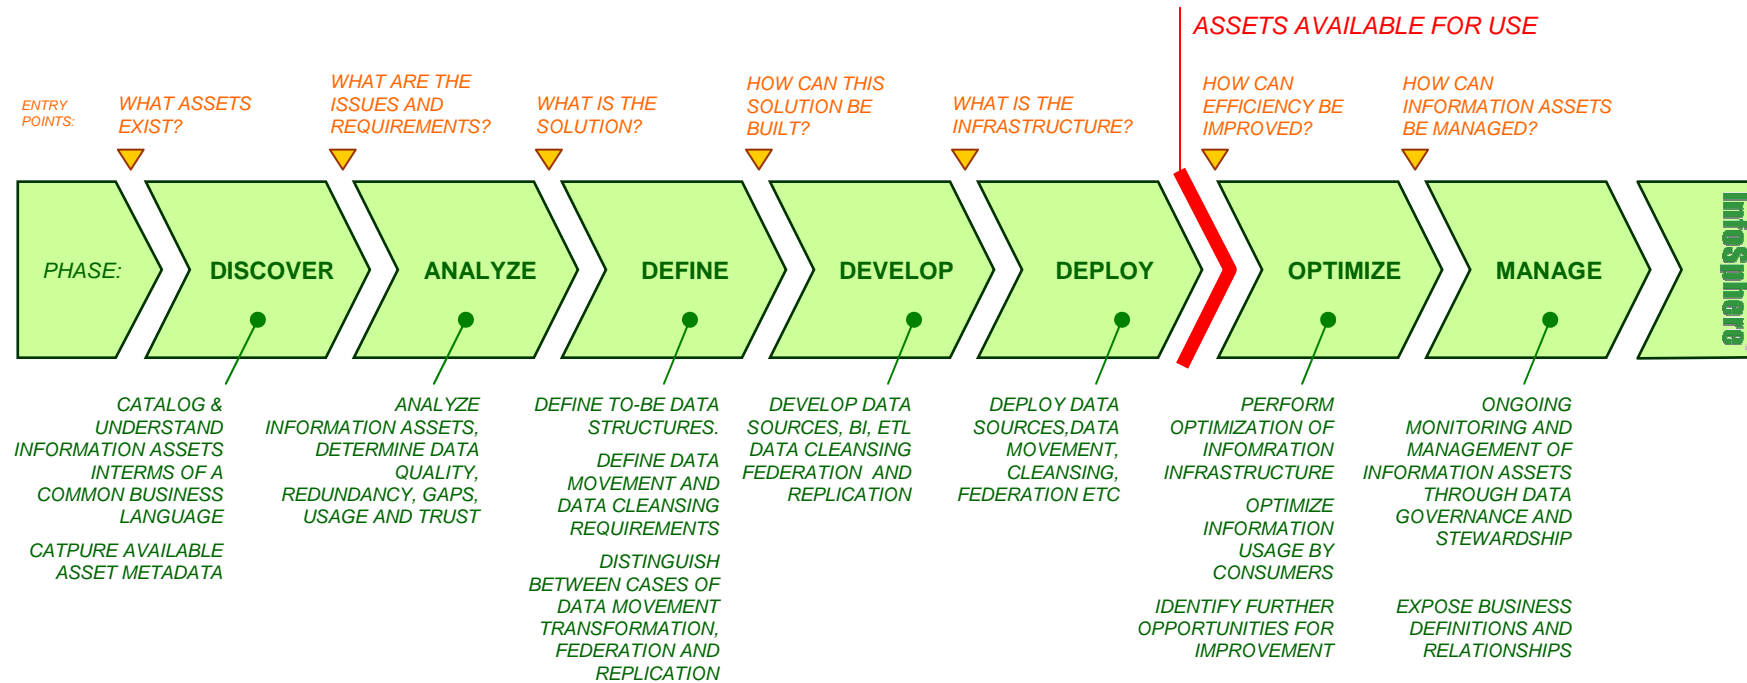 ASSETS AVAILABLE FOR USE
ENTRY
POINTS:
WHAT ASSETS
EXIST?
WHAT ARE THE
ISSUES AND
REQUIREMENTS?
WHAT IS THE
SOLUTION?
HOW CAN THIS
SOLUTION BE
BUILT?
WHAT IS THE
INFRASTRUCTURE?
HOW CAN
EFFICIENCY BE
IMPROVED?
HOW CAN
INFORMATION ASSETS
BE MANAGED?
PHASE:
DISCOVER
ANALYZE
DEFINE
DEVELOP
DEPLOY
OPTIMIZE
MANAGE
InfoSphere
CATALOG &
UNDERSTAND
INFORMATION ASSETS
INTERMS OF A
COMMON BUSINESS
LANGUAGE
CATPURE AVAILABLE
ASSET METADATA
ANALYZE
INFORMATION ASSETS,
DETERMINE DATA
QUALITY,
REDUNDANCY, GAPS,
USAGE AND TRUST
DEFINE TO-BE DATA
STRUCTURES.
DEFINE DATA
MOVEMENT AND
DATA CLEANSING
REQUIREMENTS
DISTINGUISH
BETWEEN CASES OF
DATA MOVEMENT
TRANSFORMATION,
FEDERATION AND
REPLICATION
DEVELOP DATA
SOURCES, BI, ETL
DATA CLEANSING
FEDERATION AND
REPLICATION
DEPLOY DATA
SOURCES,DATA
MOVEMENT,
CLEANSING,
FEDERATION ETC
PERFORM
OPTIMIZATION OF
INFOMRATION
INFRASTRUCTURE
OPTIMIZE
INFORMATION
USAGE BY
CONSUMERS
IDENTIFY FURTHER
OPPORTUNITIES FOR
IMPROVEMENT
ONGOING
MONITORING AND
MANAGEMENT OF
INFORMATION ASSETS
THROUGH DATA
GOVERNANCE AND
STEWARDSHIP
EXPOSE BUSINESS
DEFINITIONS AND
RELATIONSHIPS